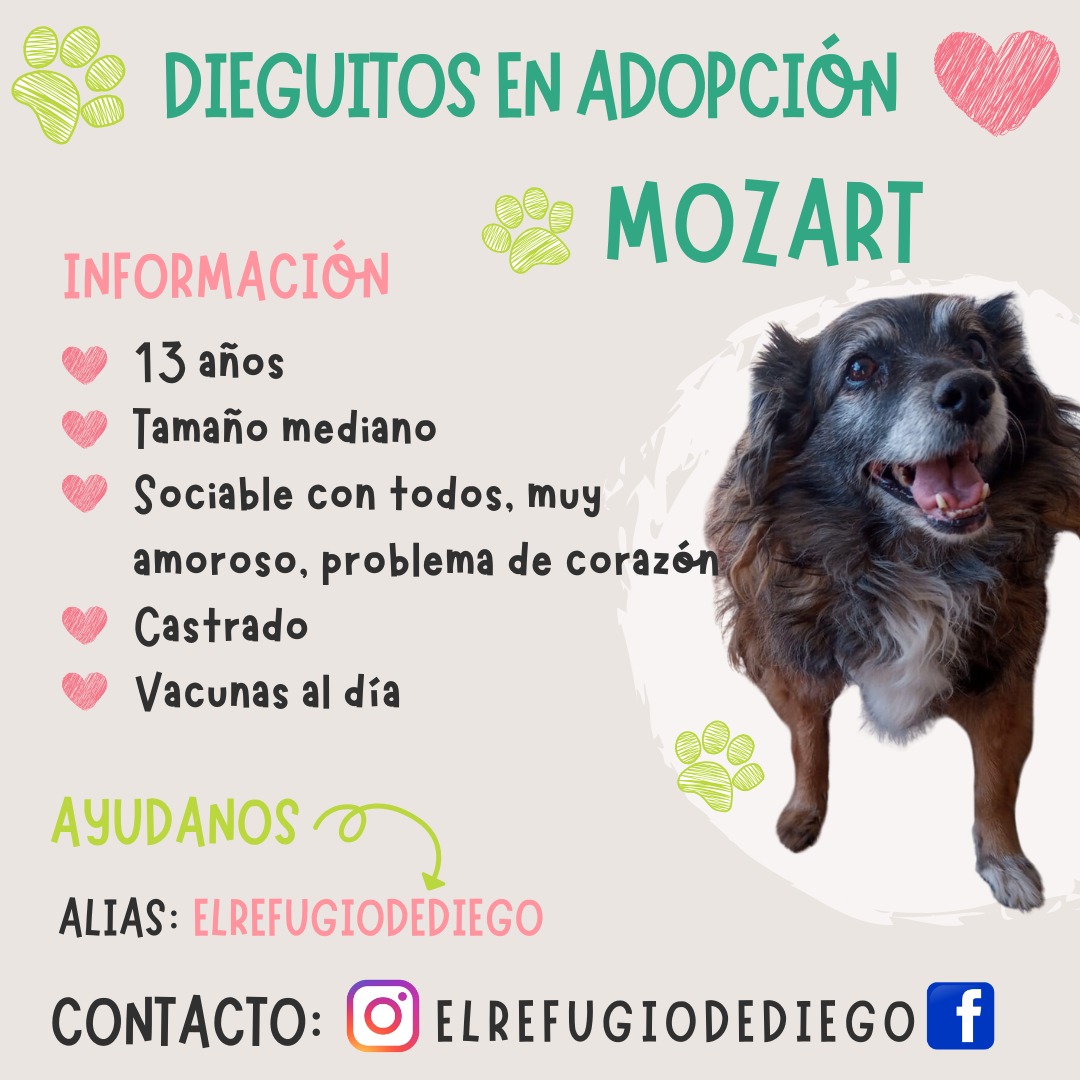 DIEGUITOS EN ADOPCIÓN
MOZART
INFORMACIÓN
13 años
Tamaño mediano
Sociable con todos, muy
amoroso, problema de corazón
Castrado
Vacunas al día
AYUDANOS
ALIAS: ELREFUGIODEDIEGO
CONTACTO: ELREFUGIODEDIEGO